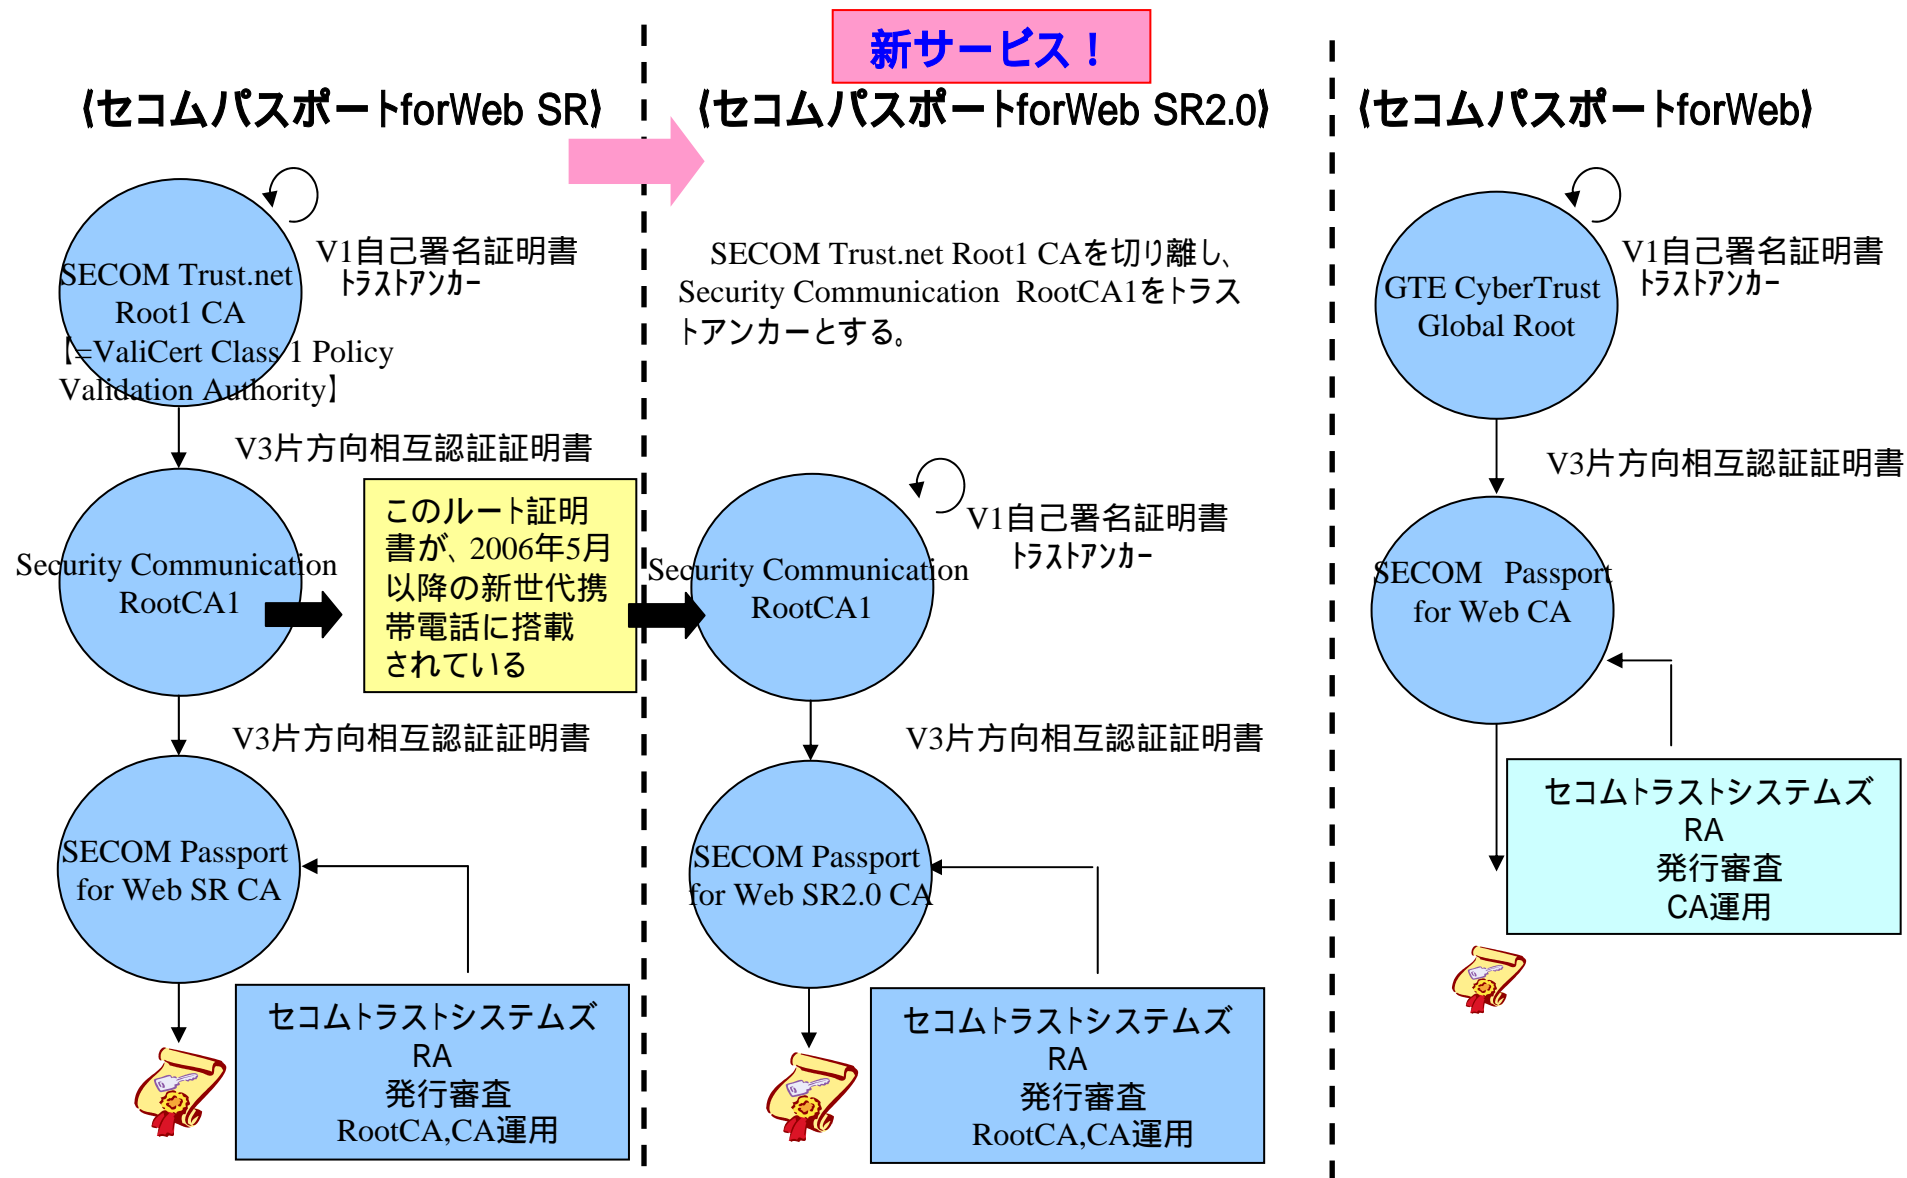 新サービス！
《セコムパスポートforWeb SR》
《セコムパスポートforWeb SR2.0》
《セコムパスポートforWeb》
V1自己署名証明書
トラストアンカー
SECOM Trust.net
Root1 CA
【=ValiCert Class 1 Policy
Validation Authority】
V3片方向相互認証証明書
Security Communication
RootCA1
このルート証明
書が、2006年5月
以降の新世代携
帯電話に搭載
されている
V3片方向相互認証証明書
SECOM Passport
for Web SR CA
セコムトラストシステムズ
RA
発行審査
RootCA,CA運用
SECOM Trust.net Root1 CAを切り離し、
Security Communication RootCA1をトラス
トアンカーとする。
V1自己署名証明書
トラストアンカー
Security Communication
RootCA1
V3片方向相互認証証明書
SECOM Passport
for Web SR2.0 CA
セコムトラストシステムズ
RA
発行審査
RootCA,CA運用
V1自己署名証明書
トラストアンカー
GTE CyberTrust
Global Root
V3片方向相互認証証明書
SECOM Passport
for Web CA
セコムトラストシステムズ
RA
発行審査
CA運用